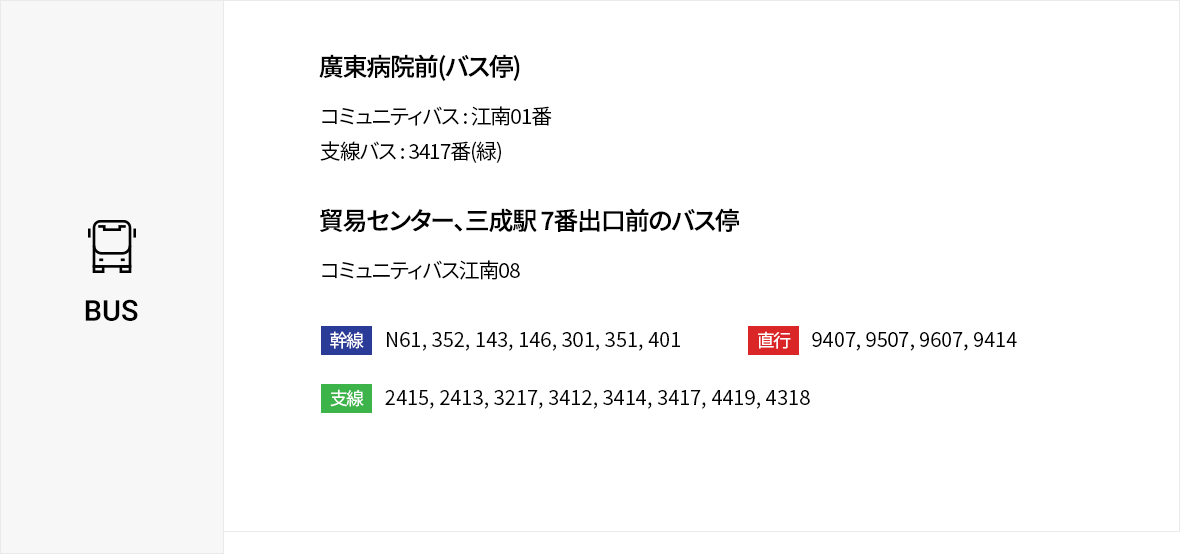 BUS
廣東病院前(バス停)
コミュニティバス : 江南01番
支線バス : 3417番(緑)
貿易センター、三成駅 7番出口前のバス停
コミュニティバス江南08
幹線 N61, 352, 143, 146, 301, 351, 401
直行 9407, 9507, 9607, 9414
支線 2415, 2413, 3217, 3412, 3414, 3417, 4419, 4318